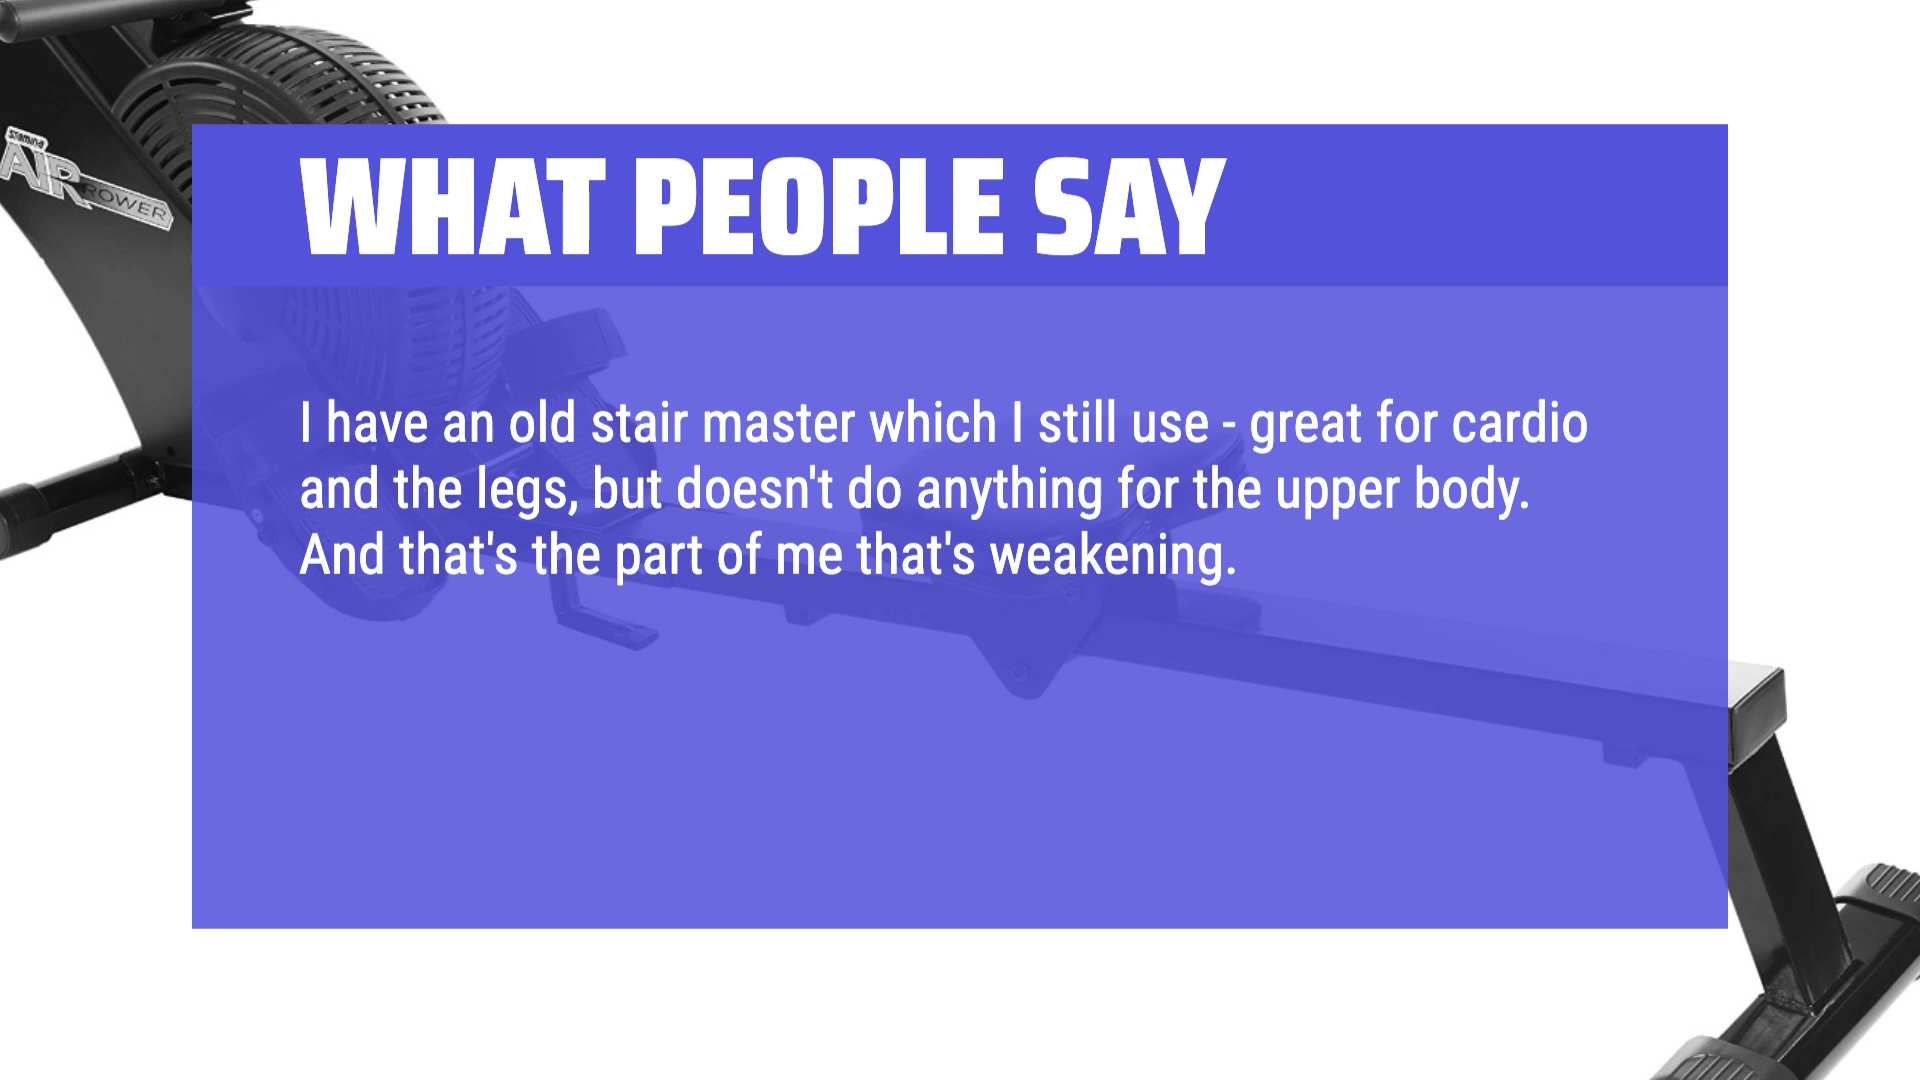 stamina
AIR ROWER
WHAT PEOPLE SAY
I have an old stair master which I still use - great for cardio
and the legs, but doesn't do anything for the upper body.
And that's the part of me that's weakening.